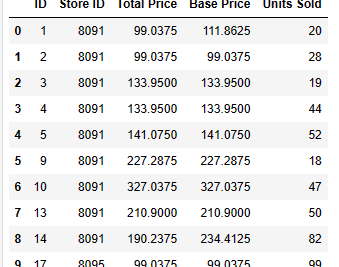 ID Store ID Total Price Base Price Units Sold
0 1 8091 99.0375 111.8625 20
1 2 8091 99.0375 99.0375 28
2 3 8091 133.9500 133.9500 19
3 4 8091 133.9500 133.9500 44
4 5 8091 141.0750 141.0750 52
5 9 8091 227.2875 227.2875 18
6 10 8091 327.0375 327.0375 47
7 13 8091 210.9000 210.9000 50
8 14 8091 190.2375 234.4125 82
9 17 8095 99.0375 99.0375 99